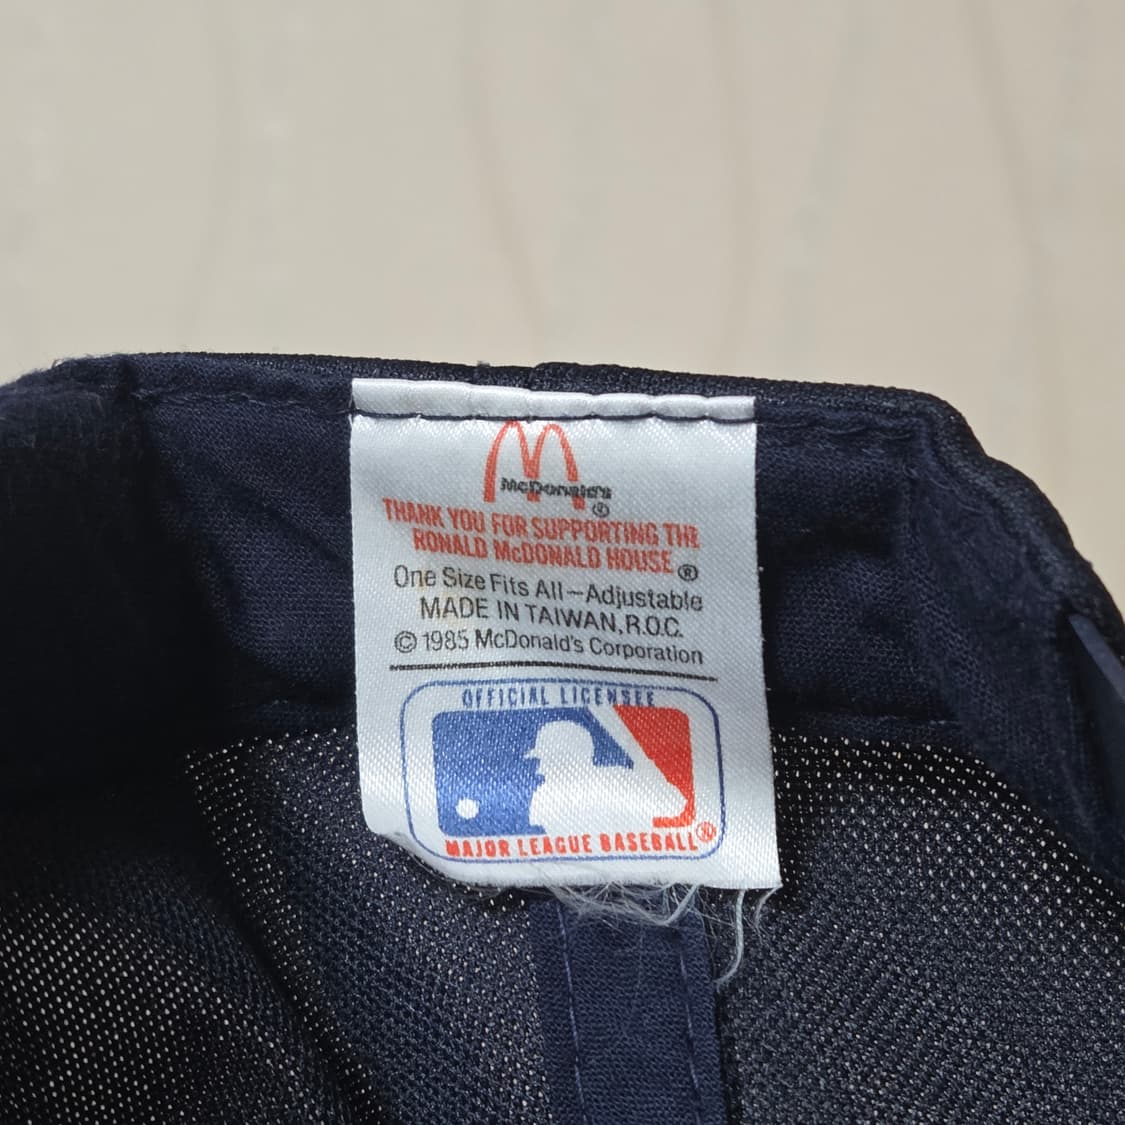 McDonald's
®
THANK YOU FOR SUPPORTING THE
RONALD McDONALD HOUSE ®
One Size Fits All-Adjustable
MADE IN TAIWAN, R.O.C.
© 1985 McDonald's Corporation
OFFICIAL LICENSEE
MAJOR LEAGUE BASEBALL ®